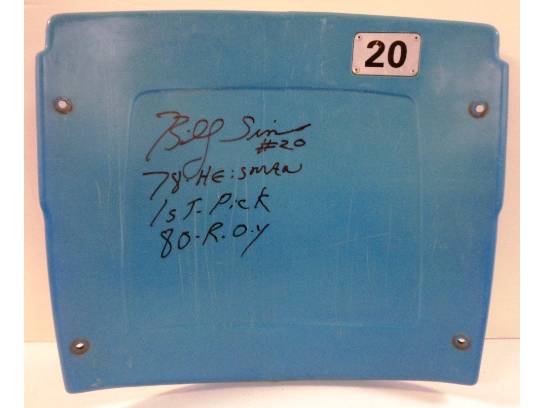 20
Billy Sims
#20
78-HEiSMAN
1sT-Pick
80-R.O.y